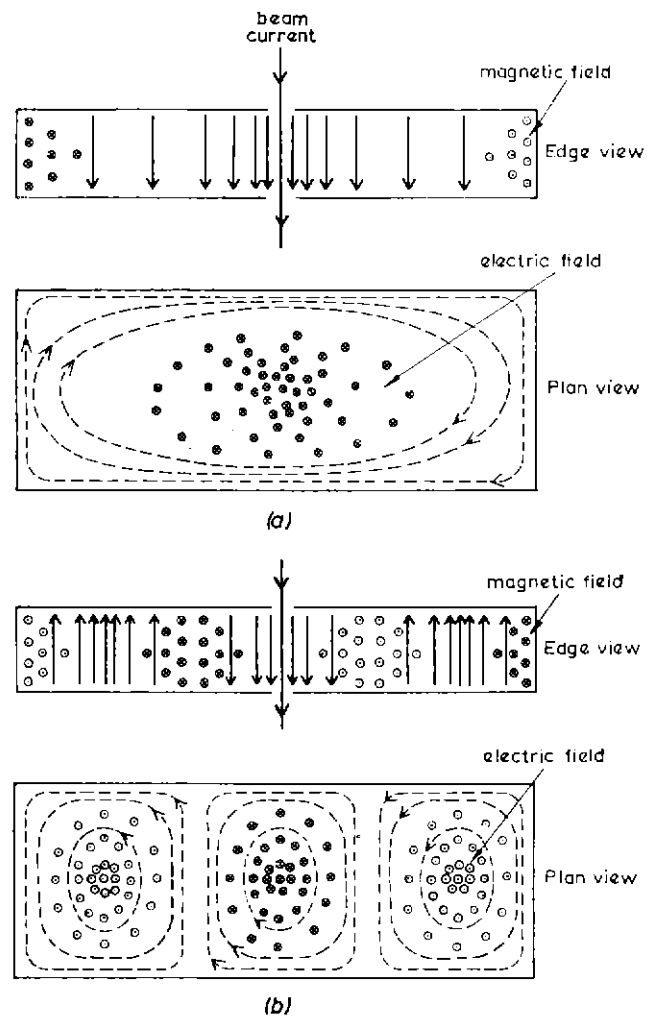 beam
current
magnetic field
Edge view
electric field
Plan view
(a)
magnetic field
Edge view
electric field
Plan view
(b)